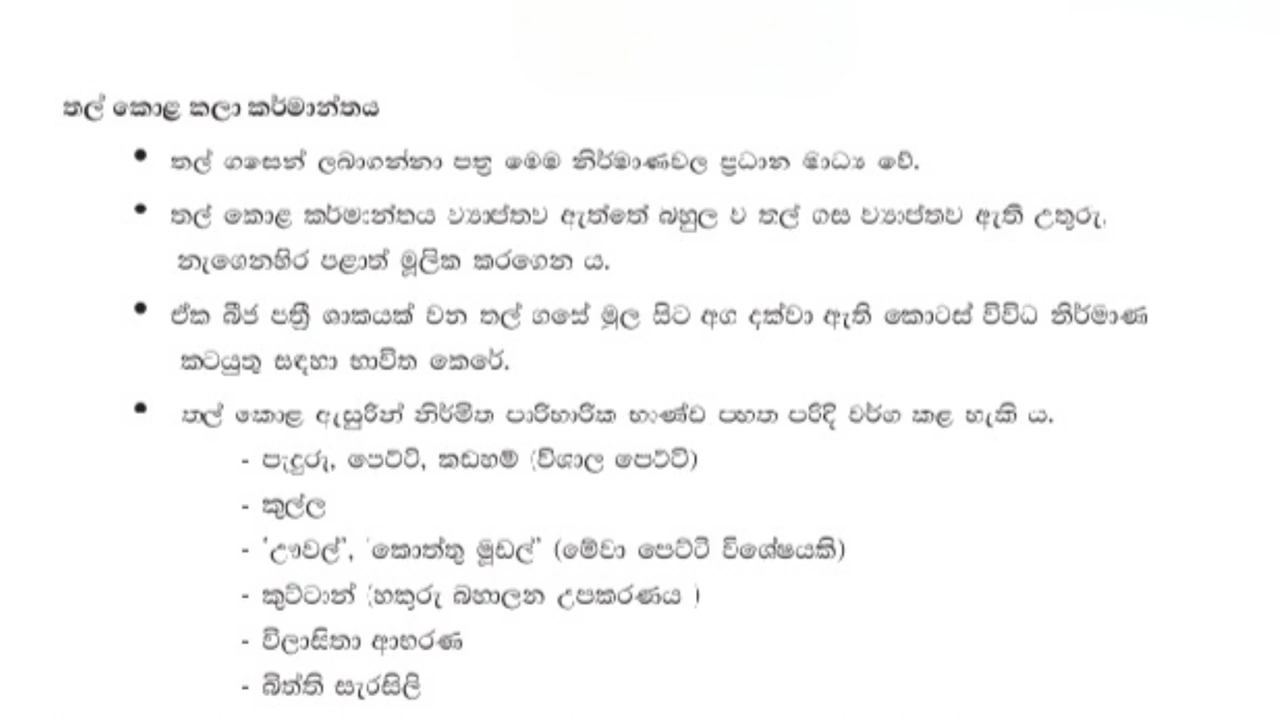 තල් කොළ කලා කර්මාන්තය
• තල් ගසෙන් ලබාගන්නා පත්‍ර මෙම නිර්මාණවල ප්‍රධාන මාධ්‍ය වේ.
• තල් කොළ කර්මාන්තය ව්‍යාප්තව ඇත්තේ බහුල ව තල් ගස ව්‍යාප්තව ඇති උතුරු,
නැගෙනහිර පළාත් මූලික කරගෙන ය.
• ඒක බීජ පත්‍රී ශාකයක් වන තල් ගසේ මුල සිට අග දක්වා ඇති කොටස් විවිධ නිර්මාණ
කටයුතු සඳහා භාවිත කෙරේ.
• තල් කොළ ඇසුරින් නිර්මිත පාරිභාරික භාණ්ඩ පහත පරිදි වර්ග කළ හැකි ය.
- පැදුරු, පෙට්ටි, කඩහම් (විශාල පෙට්ටි)
- කුල්ල
- 'ඌවල්', 'කොත්තු මූඩල්' (මේවා පෙට්ටි විශේෂයකි)
- කුට්ටාන් (හකුරු බහාලන උපකරණය )
- විලාසිතා ආභරණ
- බිත්ති සැරසිලි